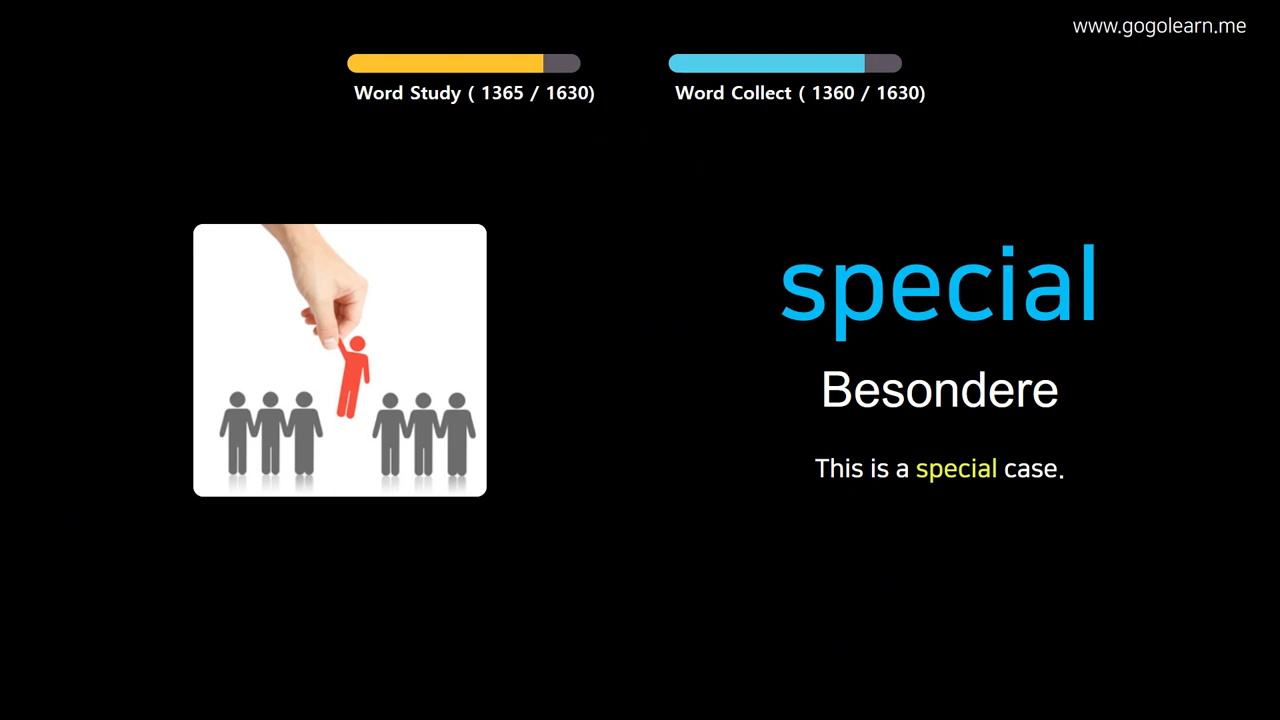 www.gogolearn.me
Word Study ( 1365 / 1630)
Word Collect ( 1360 / 1630)
special
Besondere
This is a special case.